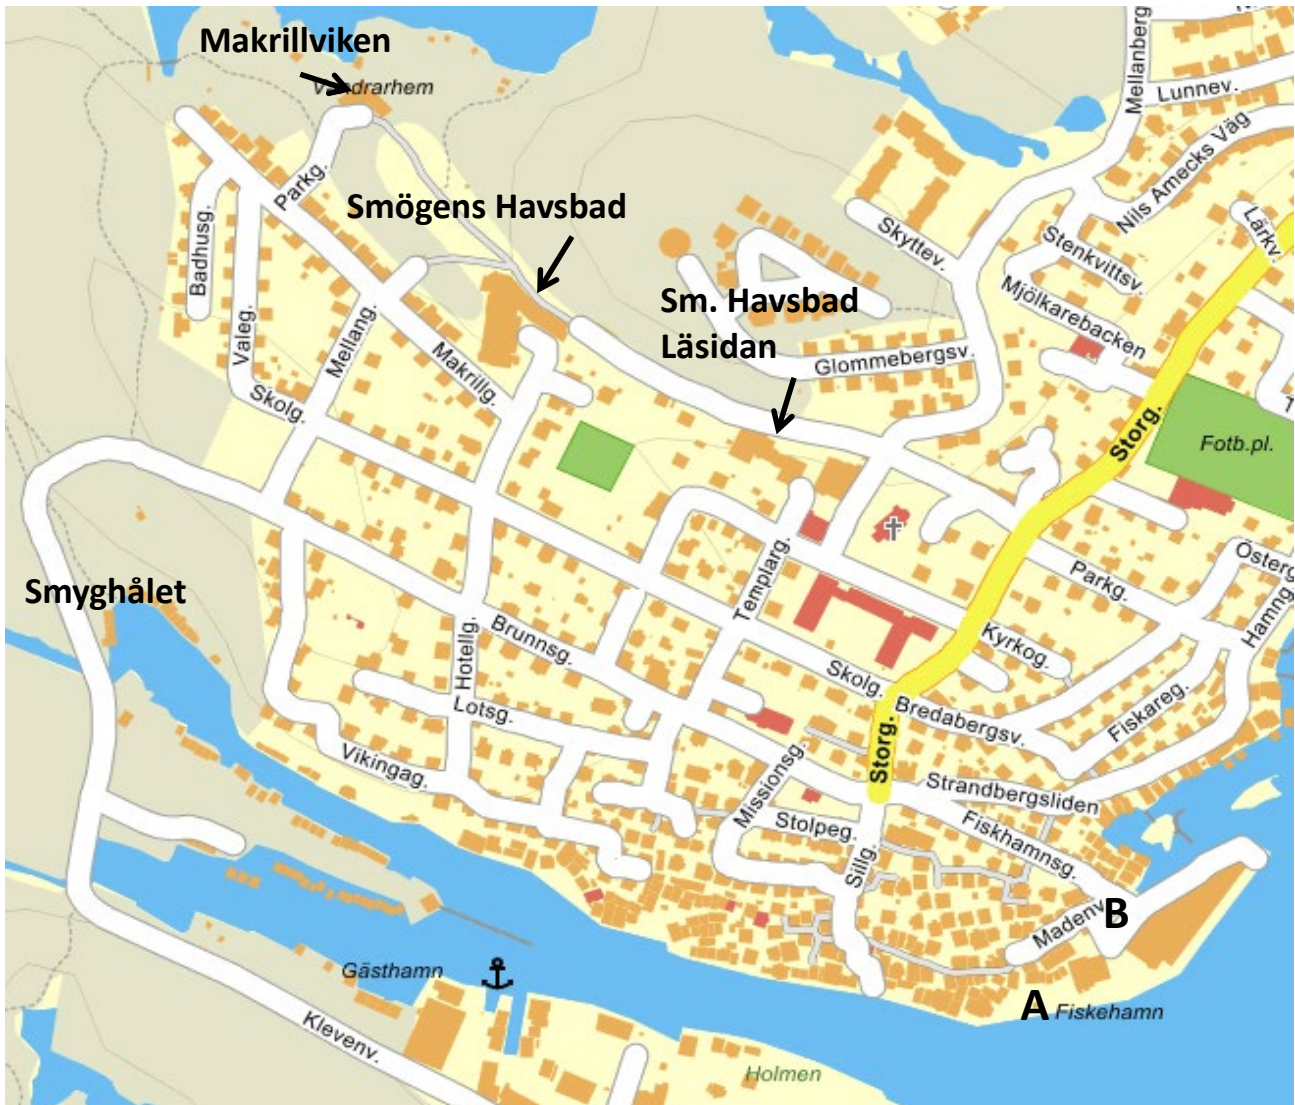 Makrillviken
Vandrarhem
Mellanberg
Lunnev.
Nils Amecks Väg
Parkg.
Smögens Havsbad
Badhusg.
Skyttev.
Stenkvittsv.
Lärkv.
Mjölkarebacken
Sm. Havsbad
Läsidan
Valeg.
Mellang.
Makrillg.
Glommebergsv.
Skolg.
Storg.
Fotb.pl.
Smyghålet
Templarg.
Parkg.
Österg
Hamng.
Brunnsg.
Hotellg.
Kyrkog.
Skolg.
Bredabergsv.
Fiskareg.
Lotsg.
Vikingag.
Storg.
Missionsg.
Strandbergsliden
Stolpeg.
Fiskhamnsg.
Sillg.
Madenv.
B
Gästhamn
A
Fiskehamn
Klevenv.
Holmen